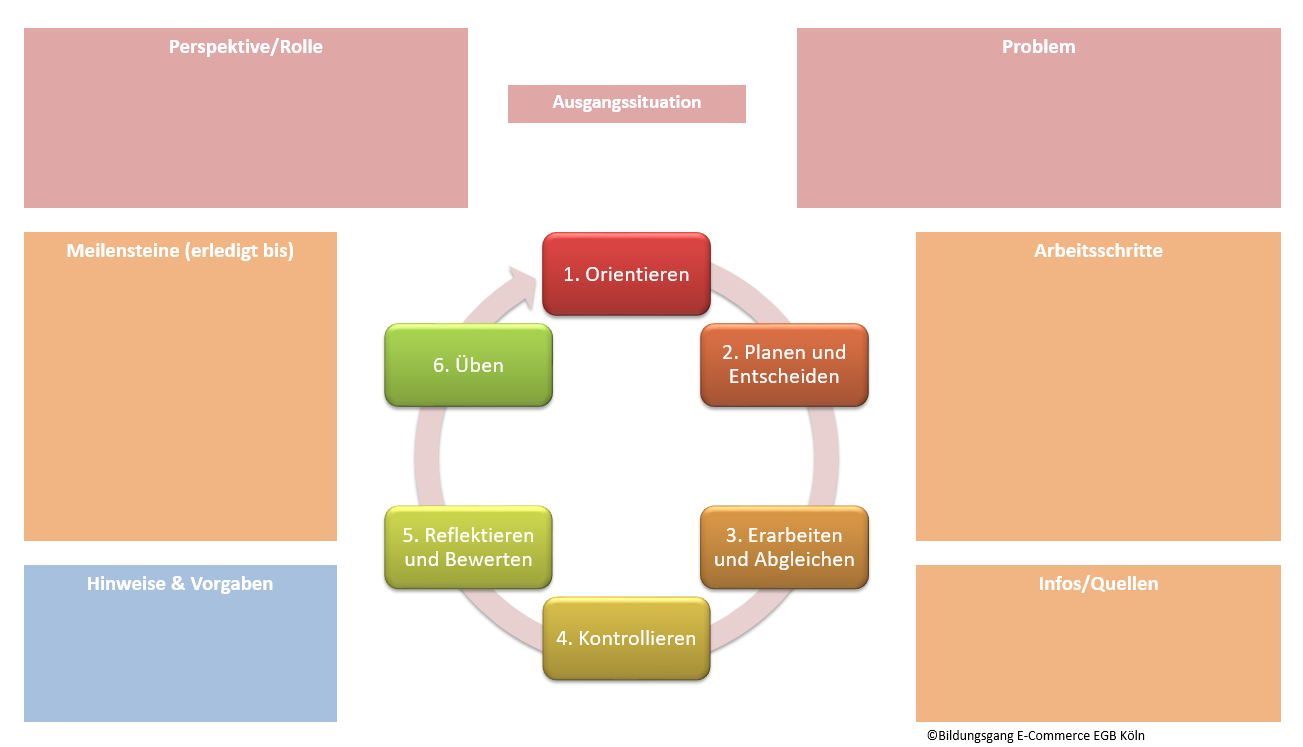 Perspektive/Rolle
Ausgangssituation
Problem
Meilensteine (erledigt bis)
Arbeitsschritte
1. Orientieren
2. Planen und
Entscheiden
3. Erarbeiten
und Abgleichen
4. Kontrollieren
5. Reflektieren
und Bewerten
6. Üben
Hinweise & Vorgaben
Infos/Quellen
©Bildungsgang E-Commerce EGB Köln